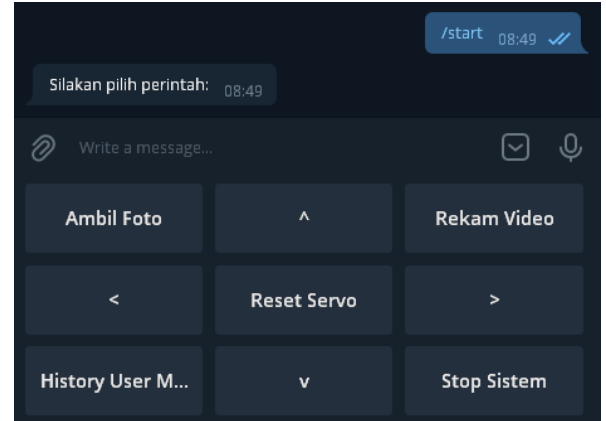 /start 08:49
Silakan pilih perintah: 08:49
Write a message...
Ambil Foto ^ Rekam Video
< Reset Servo >
History User M... v Stop Sistem